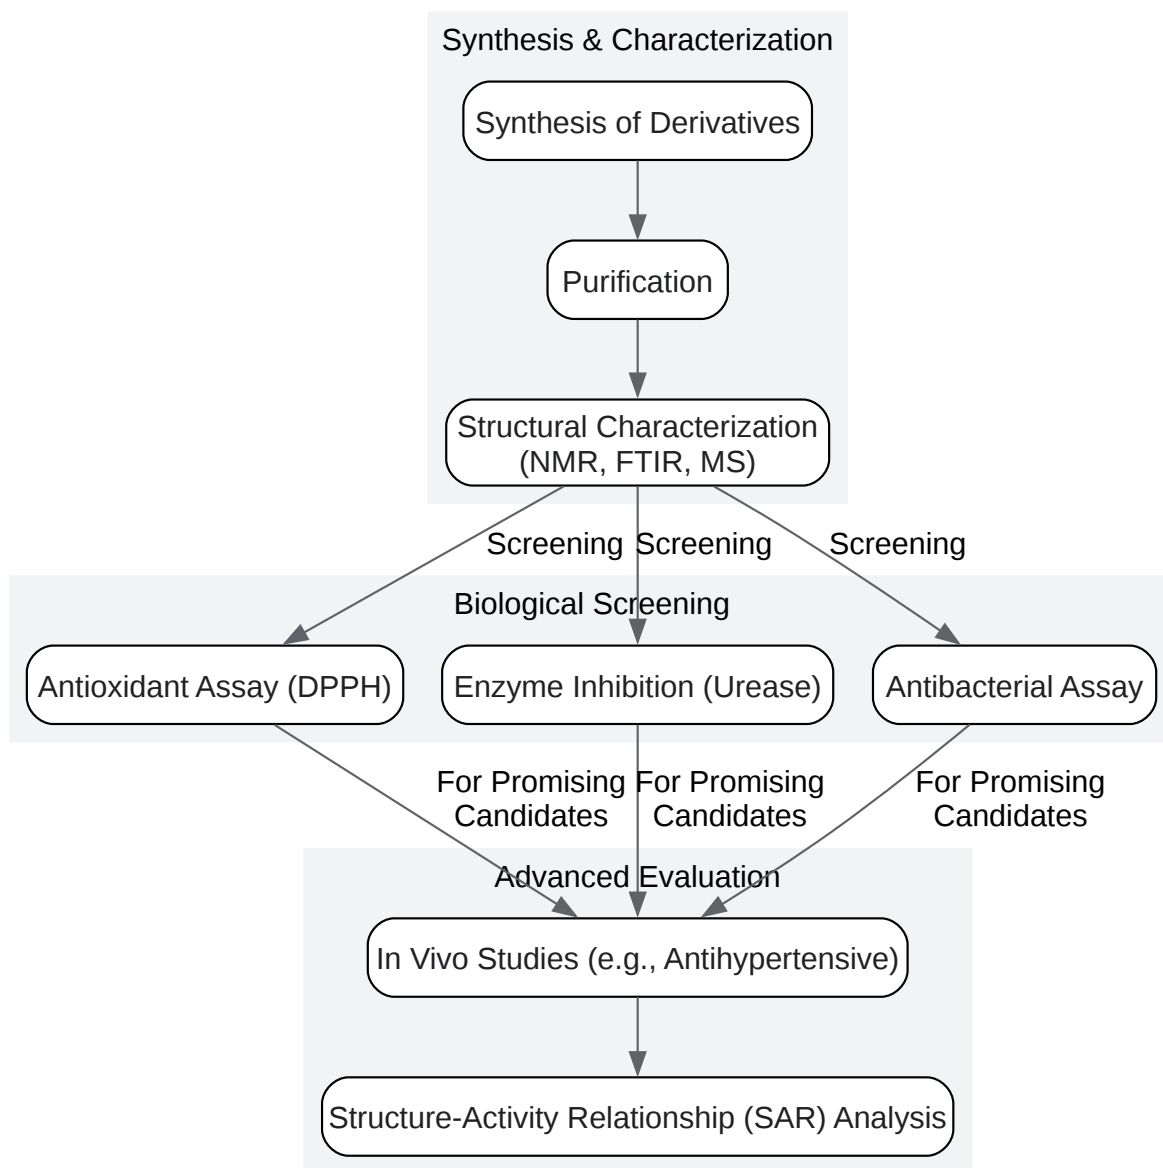 Synthesis & Characterization
Synthesis of Derivatives
Purification
Structural Characterization
(NMR, FTIR, MS)
Screening
Screening
Screening
Biological Screening
Antioxidant Assay (DPPH)
Enzyme Inhibition (Urease)
Antibacterial Assay
For Promising
Candidates
For Promising
Candidates
For Promising
Candidates
Advanced Evaluation
In Vivo Studies (e.g., Antihypertensive)
Structure-Activity Relationship (SAR) Analysis